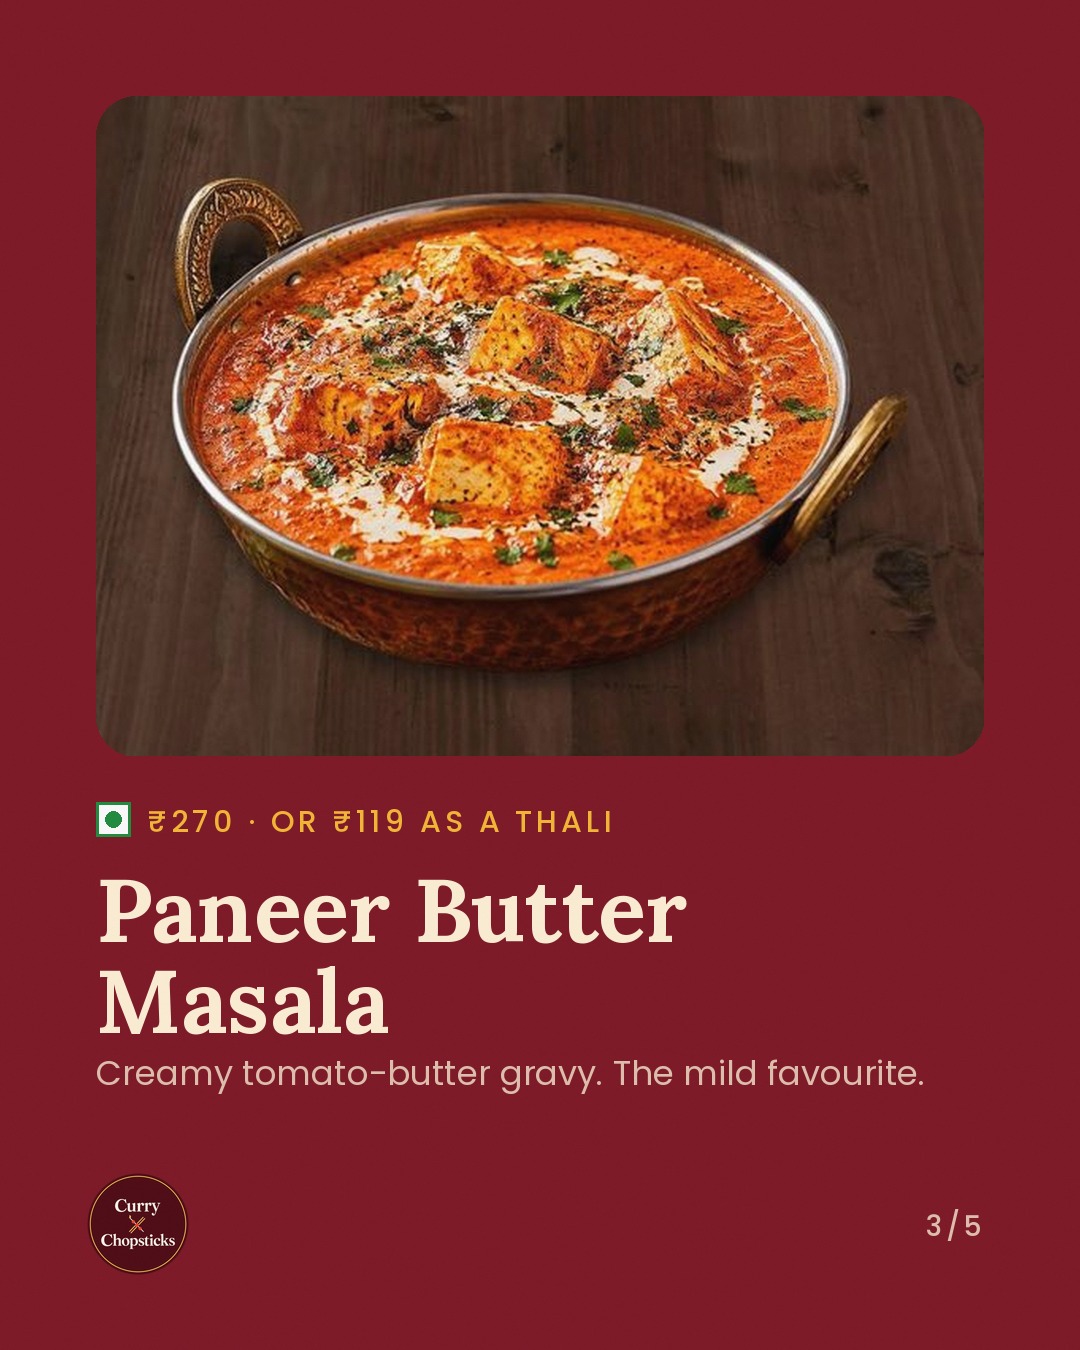 ₹270 · OR ₹119 AS A THALI
Paneer Butter
Masala
Creamy tomato-butter gravy. The mild favourite.
Curry
Chopsticks
3/5